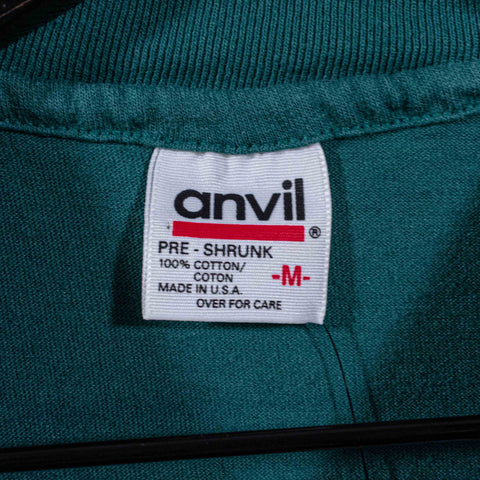 anvil®
PRE - SHRUNK
100% COTTON/
COTON
-M-
MADE IN U.S.A.
OVER FOR CARE